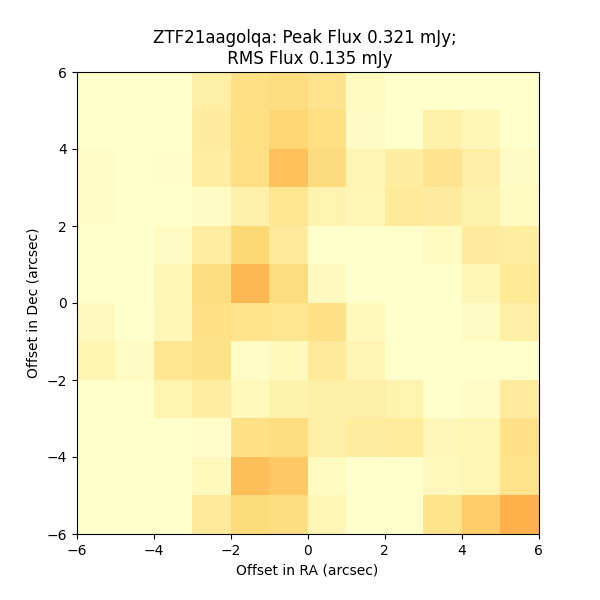 ZTF21aagolqa: Peak Flux 0.321 mJy;
RMS Flux 0.135 mJy
6
4
2
0
−2
−4
−6
Offset in Dec (arcsec)
−6 −4 −2 0 2 4 6
Offset in RA (arcsec)